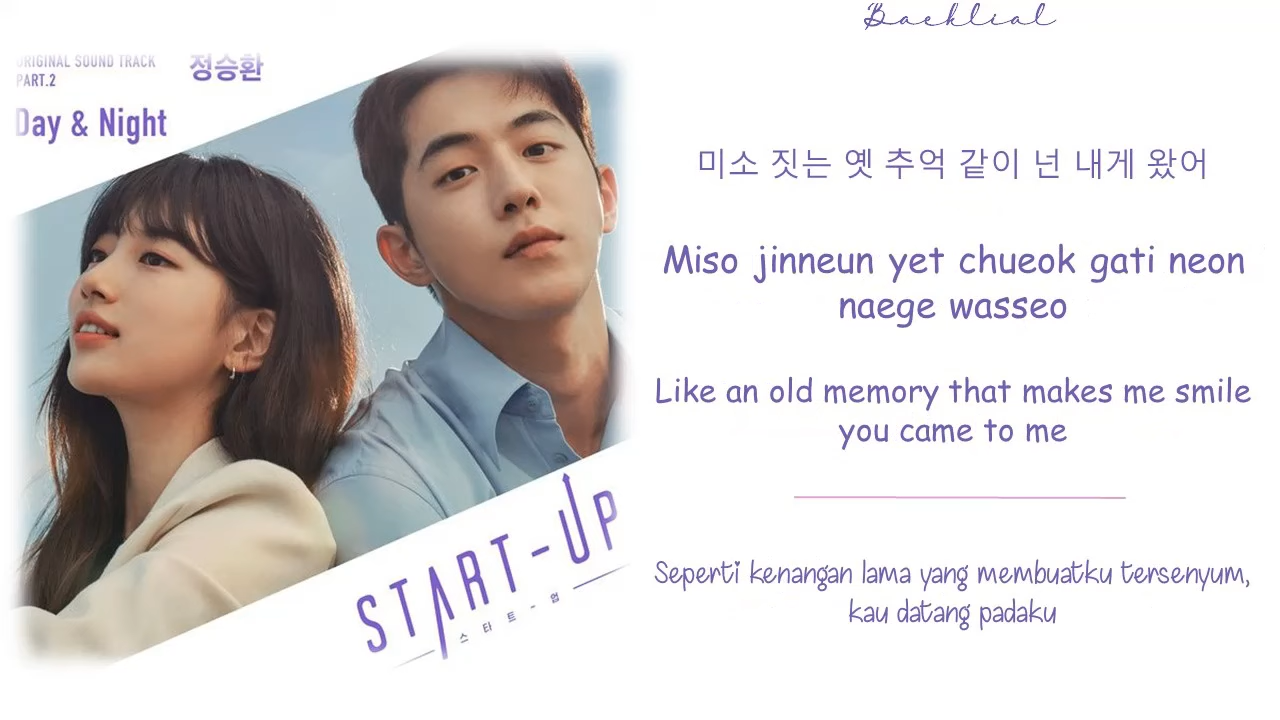 Baeklial
ORIGINAL SOUND TRACK
PART.2
정승환
Day & Night
미소 짓는 옛 추억 같이 넌 내게 왔어
Miso jinneun yet chueok gati neon
naege wasseo
Like an old memory that makes me smile
you came to me
START-UP
스타트-업
Seperti kenangan lama yang membuatku tersenyum,
kau datang padaku